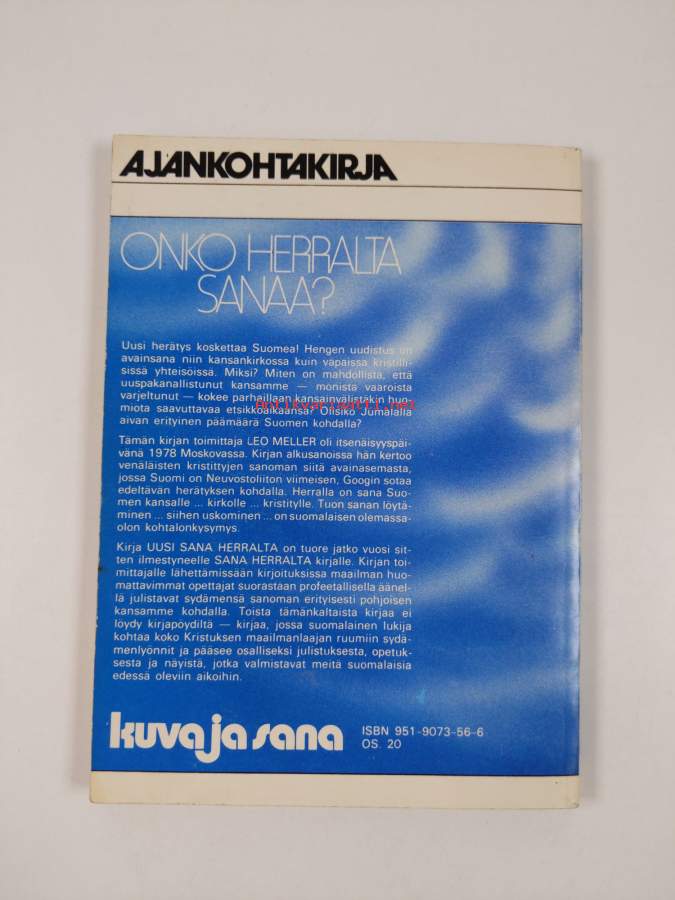 AJANKOHTAKIRJA
ONKO HERRALTA
SANAA?
Uusi herätys koskettaa Suomea! Hengen uudistus on
avainsana niin kansankirkossa kuin vapaissa kristilli-
sissä yhteisöissä. Miksi? Miten on mahdollista, että
uuspakanallistunut kansamme — monista vaaroista
varjeltunut — kokee parhaillaan kansainvälistäkin huo-
miota saavuttavaa etsikkoaikaansa? Olisiko Jumalalla
antikvariaatti.net
aivan erityinen päämäärä Suomen kohdalla?
Tämän kirjan toimittaja LEO MELLER oli itsenäisyyspäi-
vänä 1978 Moskovassa. Kirjan alkusanoissa hän kertoo
venäläisten kristittyjen sanoman siitä avainasemasta,
jossa Suomi on Neuvostoliiton viimeisen, Googin sotaa
edeltävän herätyksen kohdalla. Herralla on sana Suo-
men kansalle ... kirkolle ... kristitylle. Tuon sanan löytä-
minen ... siihen uskominen ... on suomalaisen olemassa-
olon kohtalonkysymys.
Kirja UUSI SANA HERRALTA on tuore jatko vuosi sit-
ten ilmestyneelle SANA HERRALTA kirjalle. Kirjan toi-
mittajalle lähettämissään kirjoituksissa maailman huo-
mattavimmat opettajat suorastaan profeetallisella äänel-
lä julistavat sydämensä sanoman erityisesti pohjoisen
kansamme kohdalla. Toista tämänkaltaista kirjaa ei
löydy kirjapöydiltä — kirjaa, jossa suomalainen lukija
kohtaa koko Kristuksen maailmanlaajan ruumiin sydä-
menlyönnit ja pääsee osalliseksi julistuksesta, opetuk-
sesta ja näyistä, jotka valmistavat meitä suomalaisia
edessä oleviin aikoihin.
kuva ja sana
ISBN 951-9073-56-6
OS. 20